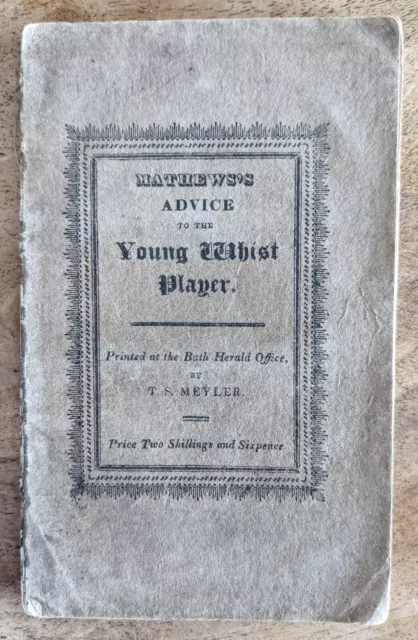 MATHEWS'S
ADVICE
TO THE
Young Whist
Player.
Printed at the Bath Herald Office,
BY
T. S. MEYLER.
Price Two Shillings and Sixpence